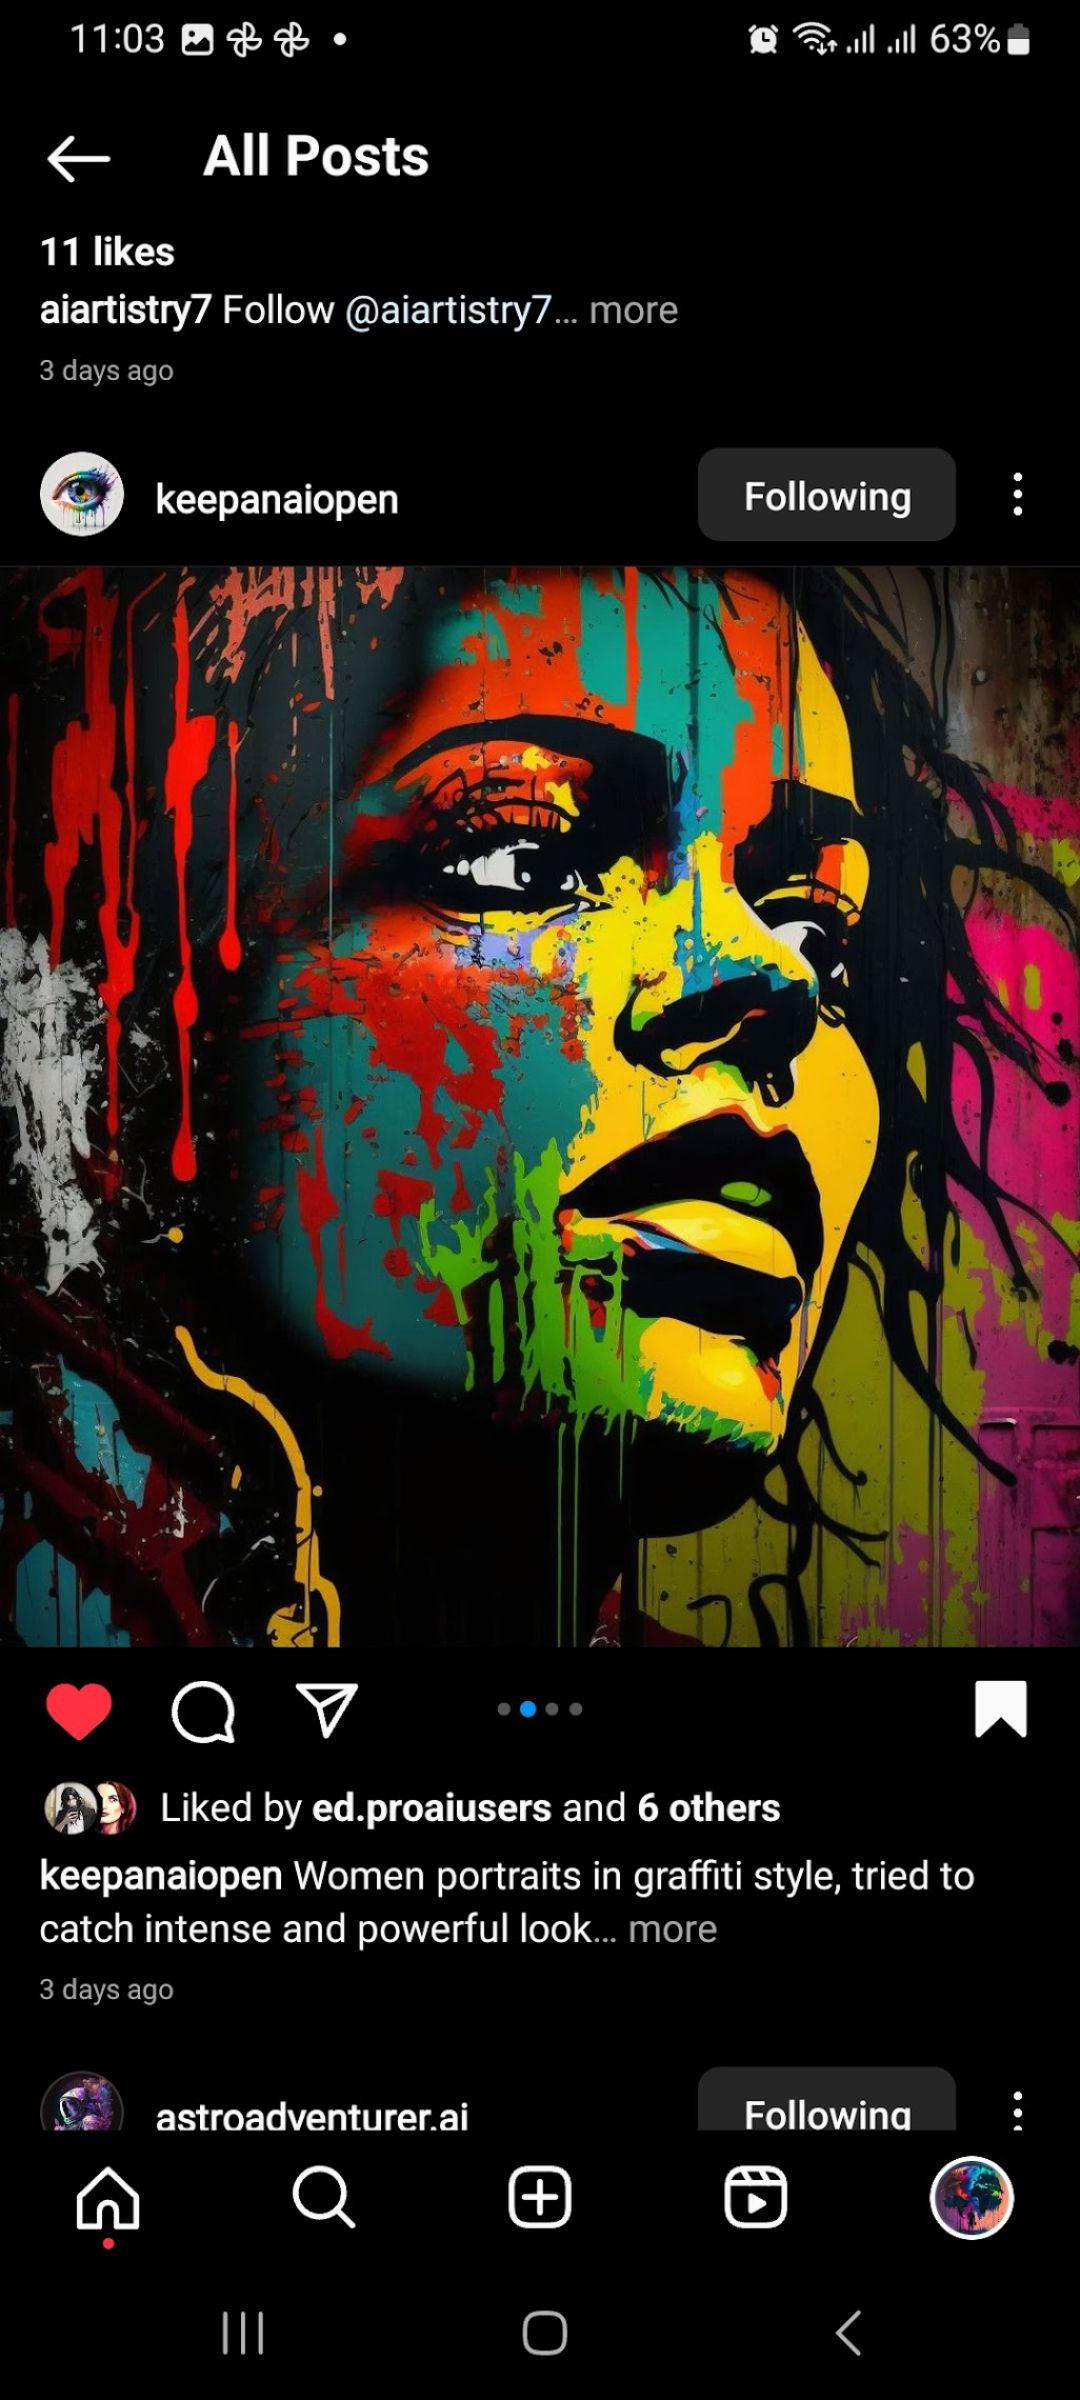 11:03 63%
All Posts
11 likes
aiartistry7 Follow @aiartistry7... more
3 days ago
keepanaiopen Following
Liked by ed.proaiusers and 6 others
keepanaiopen Women portraits in graffiti style, tried to
catch intense and powerful look... more
3 days ago
astroadventurer.ai Following